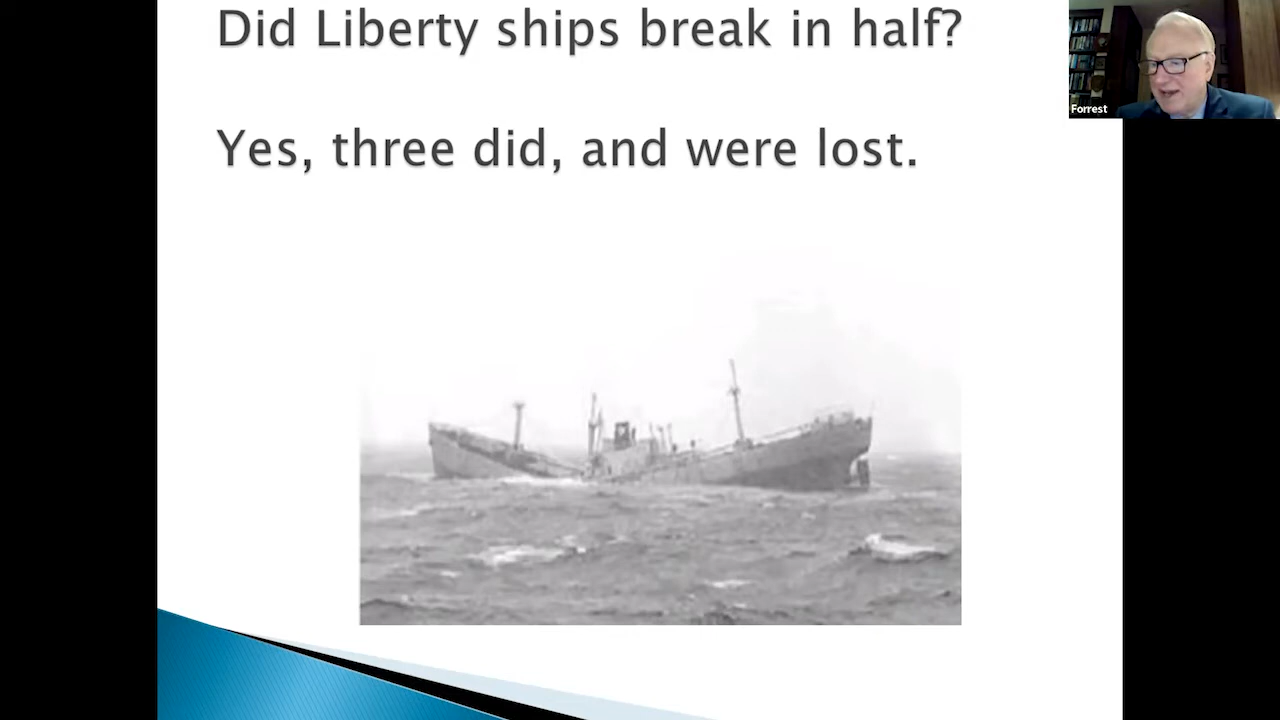 Did Liberty ships break in half?
Yes, three did, and were lost.
Forrest